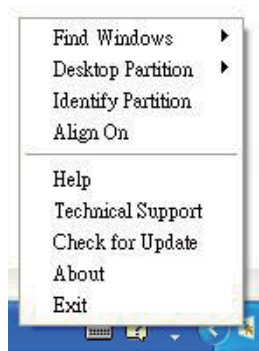 Find Windows
Desktop Partition
Identify Partition
Align On
Help
Technical Support
Check for Update
About
Exit